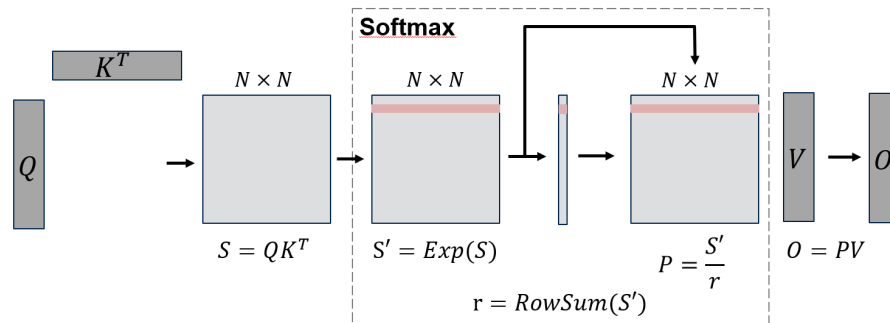 Softmax
K^T
N × N
N × N
N × N
Q
V
O
S = QK^T
S′ = Exp(S)
P = S′/r
O = PV
r = RowSum(S′)